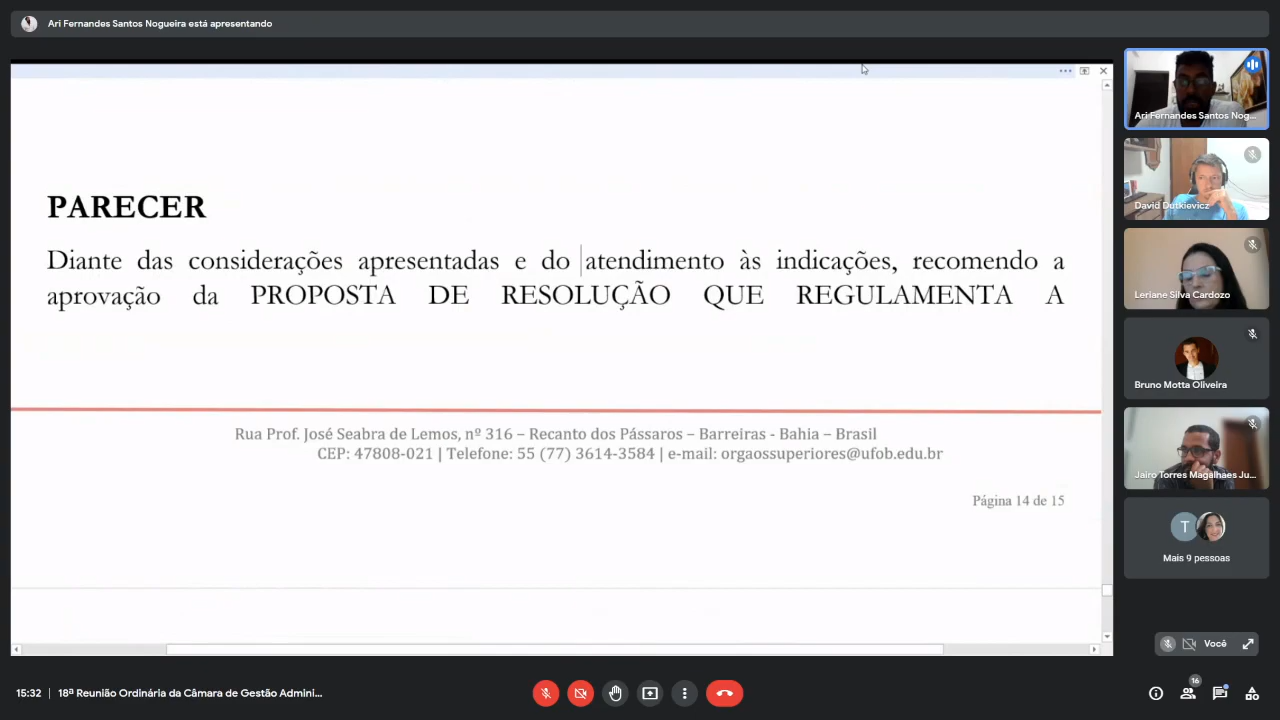 Ari Fernandes Santos Nogueira está apresentando
PARECER
Diante das considerações apresentadas e do atendimento às indicações, recomendo a
aprovação da PROPOSTA DE RESOLUÇÃO QUE REGULAMENTA A
Rua Prof. José Seabra de Lemos, nº 316 – Recanto dos Pássaros – Barreiras - Bahia – Brasil
CEP: 47808-021 | Telefone: 55 (77) 3614-3584 | e-mail: orgaossuperiores@ufob.edu.br
Página 14 de 15
Ari Fernandes Santos Nog...
David Dutkievicz
Leriane Silva Cardozo
Bruno Motta Oliveira
Jairo Torres Magalhaes Ju...
T
Mais 9 pessoas
Você
15:32 | 18ª Reunião Ordinária da Câmara de Gestão Admini...
16